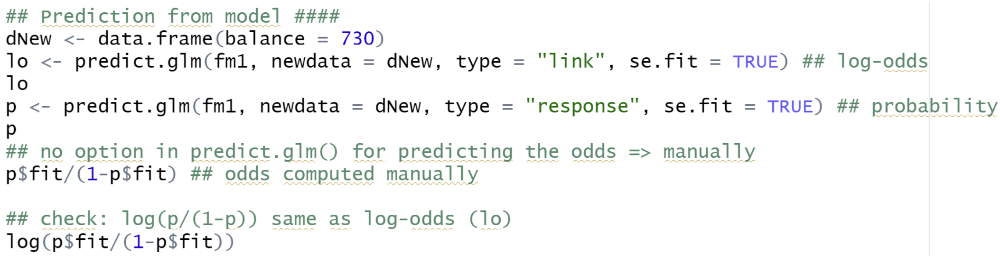 ## Prediction from model ####
dNew <- data.frame(balance = 730)
lo <- predict.glm(fm1, newdata = dNew, type = "link", se.fit = TRUE) ## log-odds
lo
p <- predict.glm(fm1, newdata = dNew, type = "response", se.fit = TRUE) ## probability
p
## no option in predict.glm() for predicting the odds => manually
p$fit/(1-p$fit) ## odds computed manually

## check: log(p/(1-p)) same as log-odds (lo)
log(p$fit/(1-p$fit))